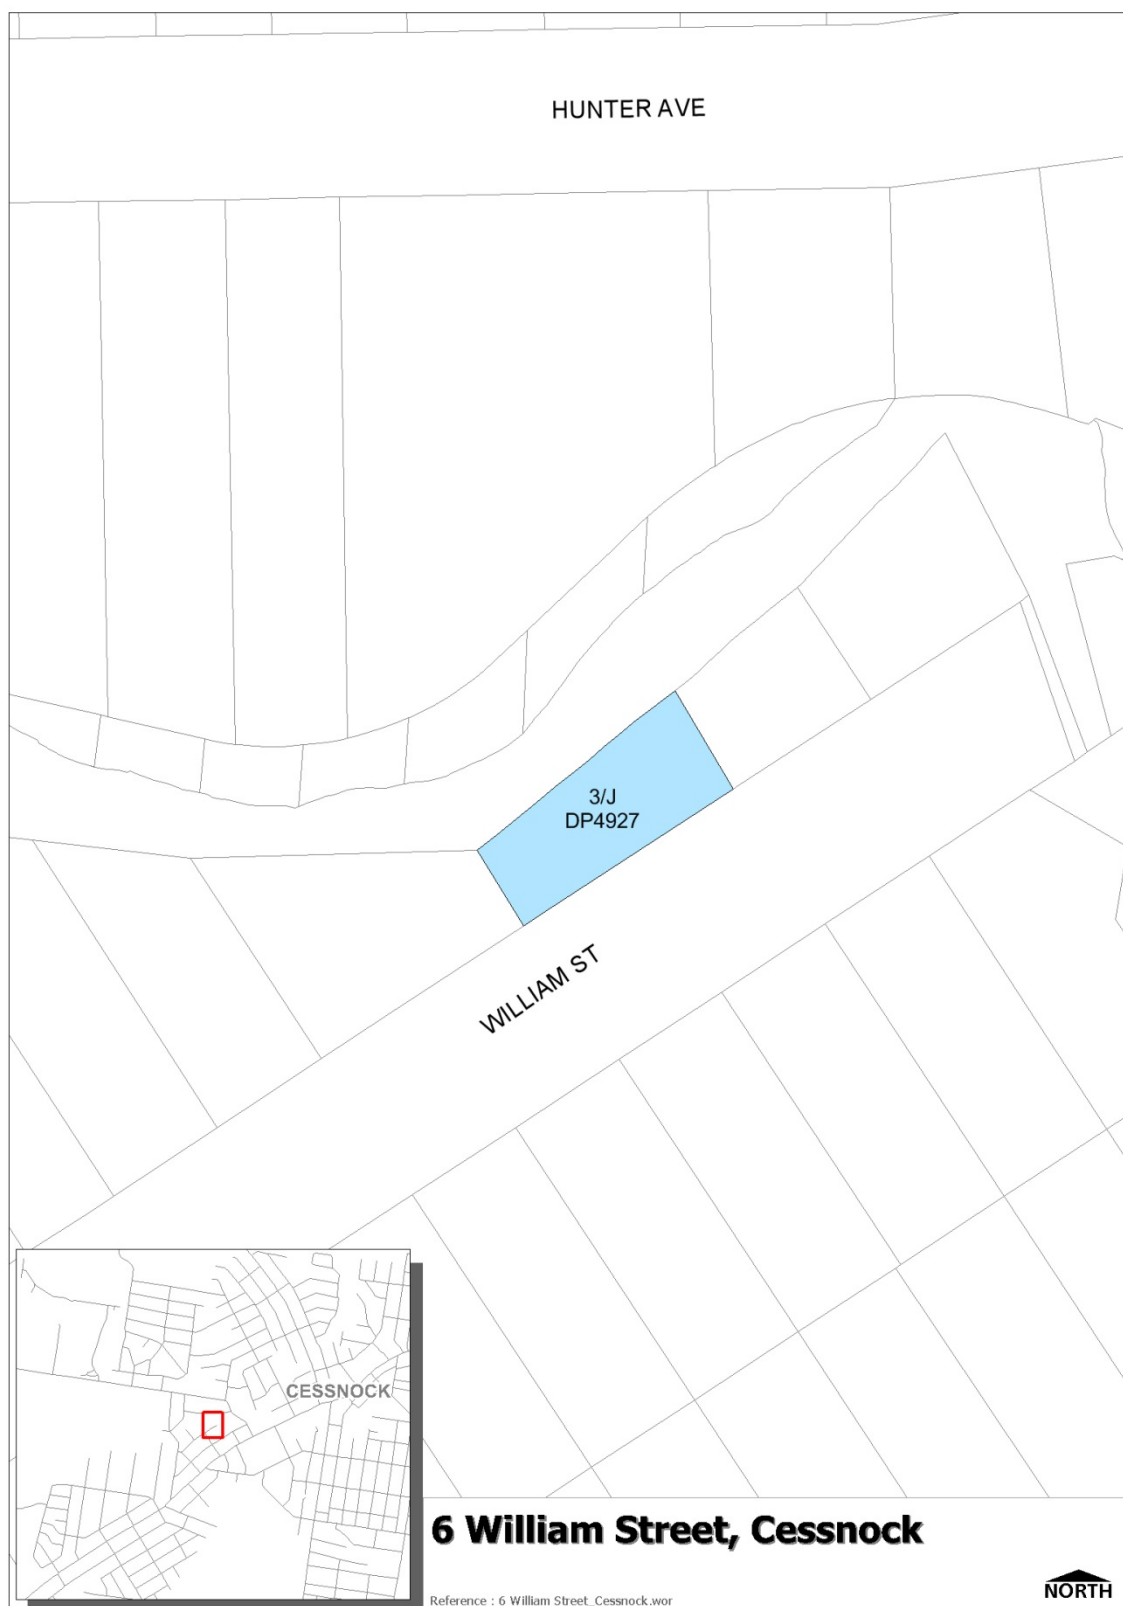 HUNTER AVE
3/J
DP4927
WILLIAM ST
CESSNOCK
6 William Street, Cessnock
Reference : 6 William Street_Cessnock.wor
NORTH